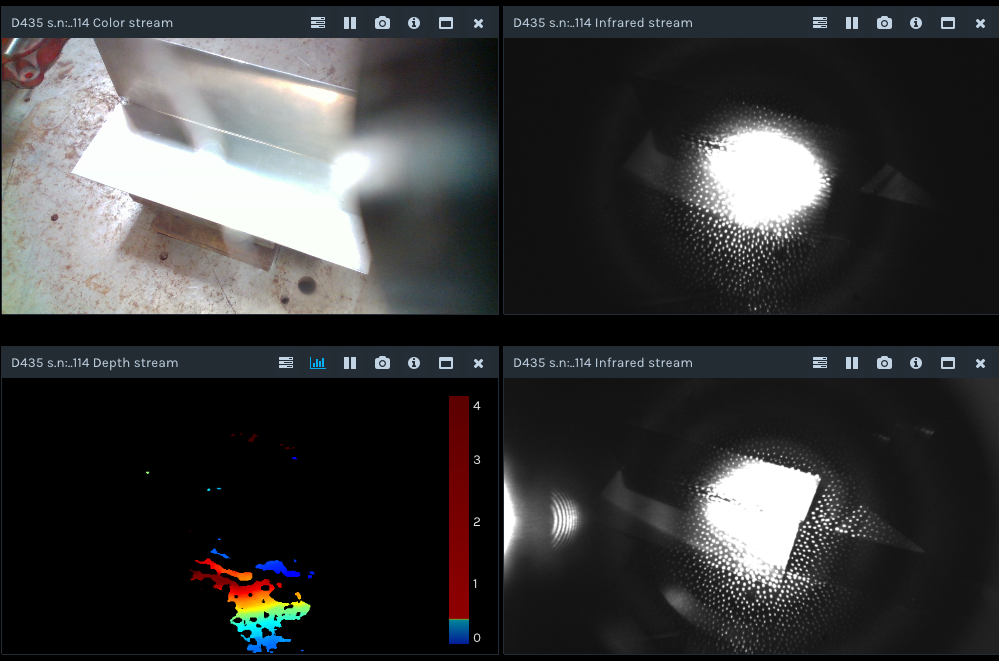 D435 s.n:..114 Color stream
D435 s.n:..114 Infrared stream
D435 s.n:..114 Depth stream
4
3
2
1
0
D435 s.n:..114 Infrared stream